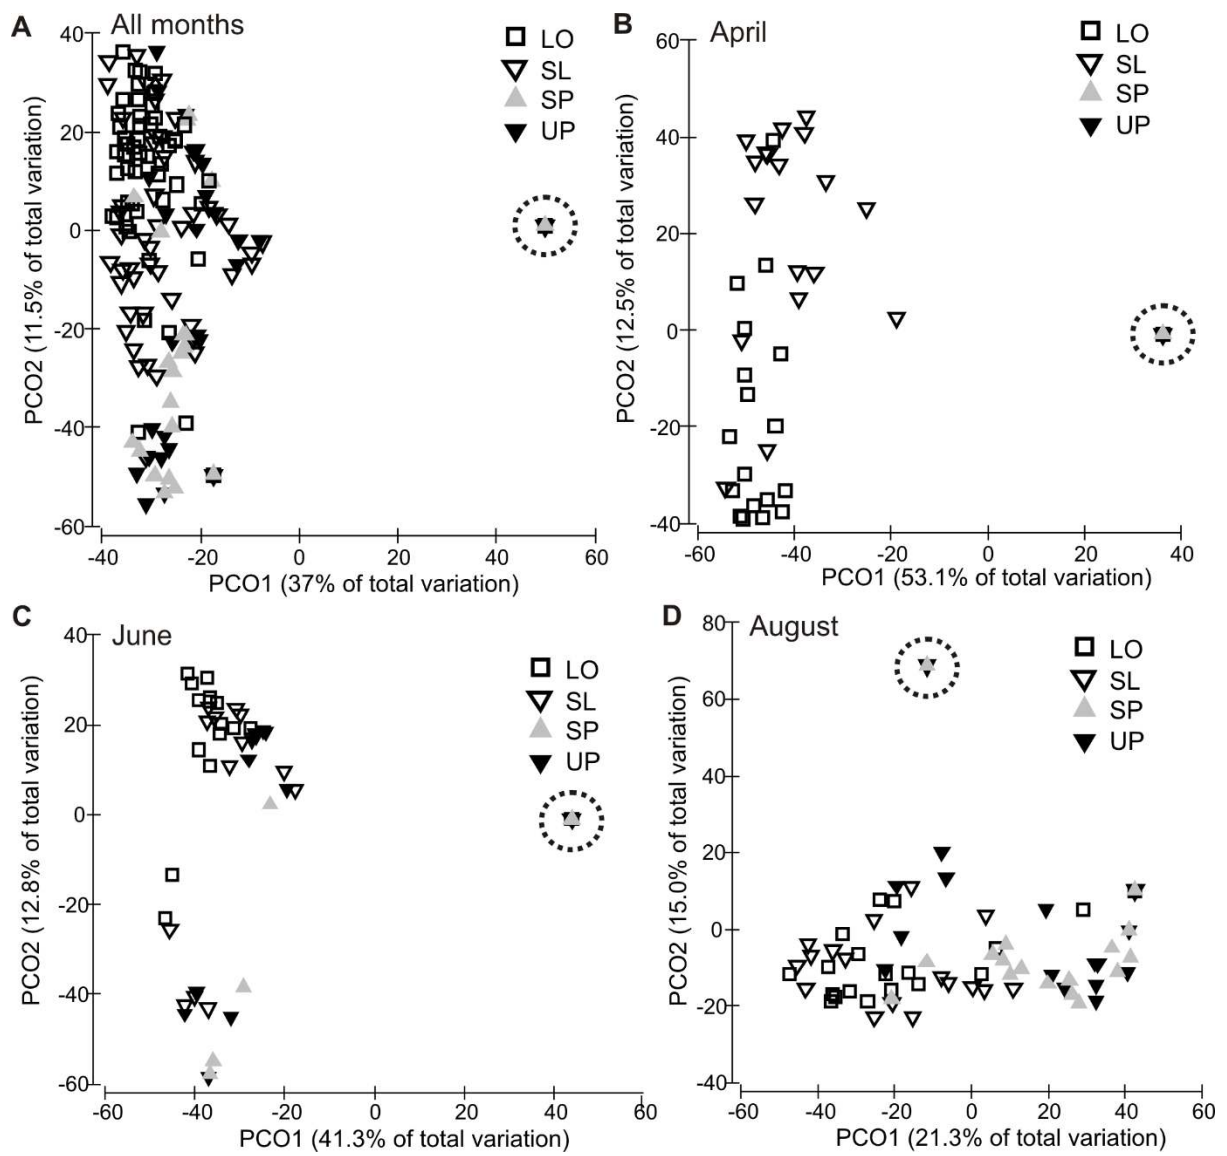 A All months
LO
SL
SP
UP
40
20
0
-20
-40
-60
PCO2 (11.5% of total variation)
-40 -20 0 20 40 60
PCO1 (37% of total variation)
B April
LO
SL
SP
UP
60
40
20
0
-20
-40
PCO2 (12.5% of total variation)
-60 -40 -20 0 20 40
PCO1 (53.1% of total variation)
C June
LO
SL
SP
UP
40
20
0
-20
-40
-60
PCO2 (12.8% of total variation)
-60 -40 -20 0 20 40 60
PCO1 (41.3% of total variation)
D August
LO
SL
SP
UP
80
60
40
20
0
-20
-40
PCO2 (15.0% of total variation)
-60 -40 -20 0 20 40 60
PCO1 (21.3% of total variation)